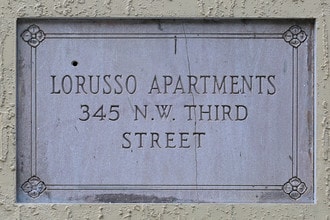 LORUSSO APARTMENTS
345 N.W. THIRD
STREET